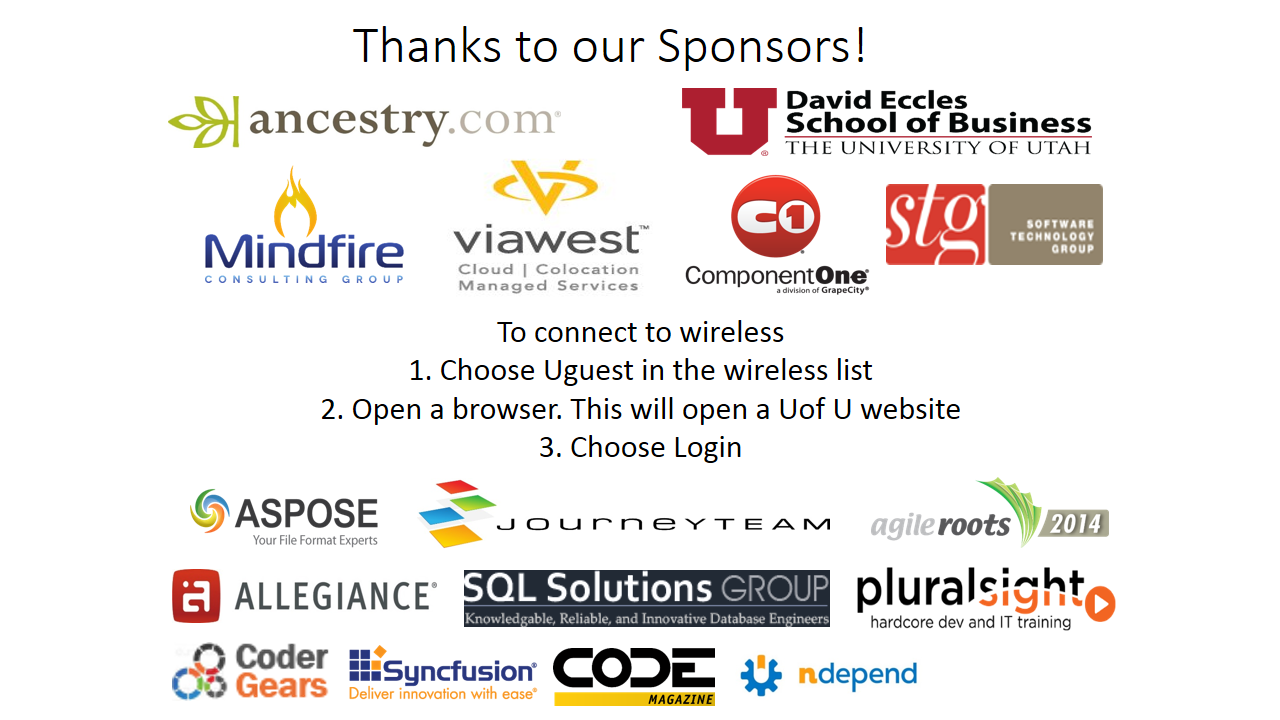 Thanks to our Sponsors!
ancestry.com®
David Eccles
School of Business
THE UNIVERSITY OF UTAH
Mindfire
CONSULTING GROUP
viawest™
Cloud | Colocation
Managed Services
C1
ComponentOne®
a division of GrapeCity®
stg
SOFTWARE
TECHNOLOGY
GROUP
To connect to wireless
1. Choose Uguest in the wireless list
2. Open a browser. This will open a Uof U website
3. Choose Login
ASPOSE
Your File Format Experts
JOURNEYTEAM
agileroots 2014
ALLEGIANCE®
SQL Solutions GROUP
Knowledgable, Reliable, and Innovative Database Engineers
pluralsight
hardcore dev and IT training
Coder
Gears
Syncfusion®
Deliver innovation with ease®
CODE
MAGAZINE
ndepend